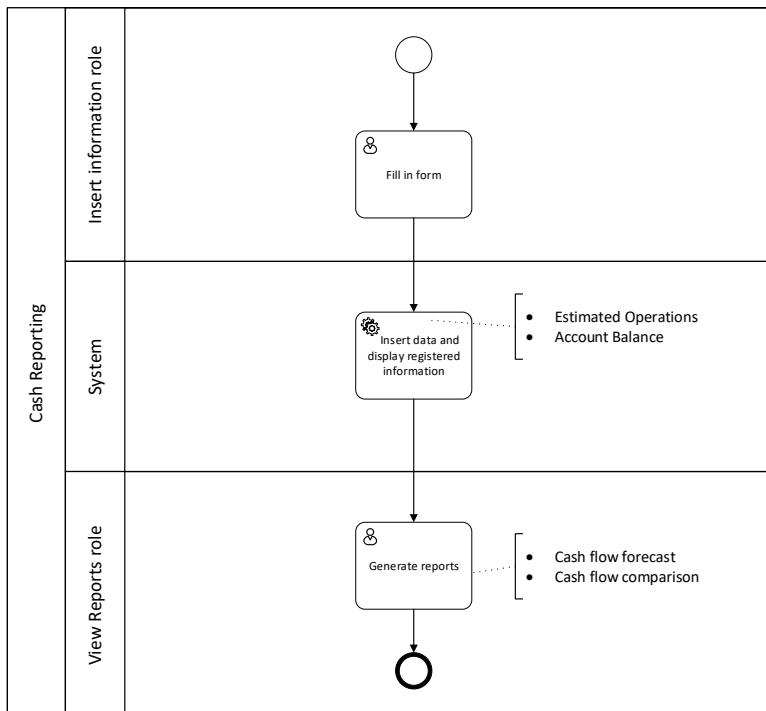 Cash Reporting
Insert information role
Fill in form
System
Insert data and
display registered
information
• Estimated Operations
• Account Balance
View Reports role
Generate reports
• Cash flow forecast
• Cash flow comparison